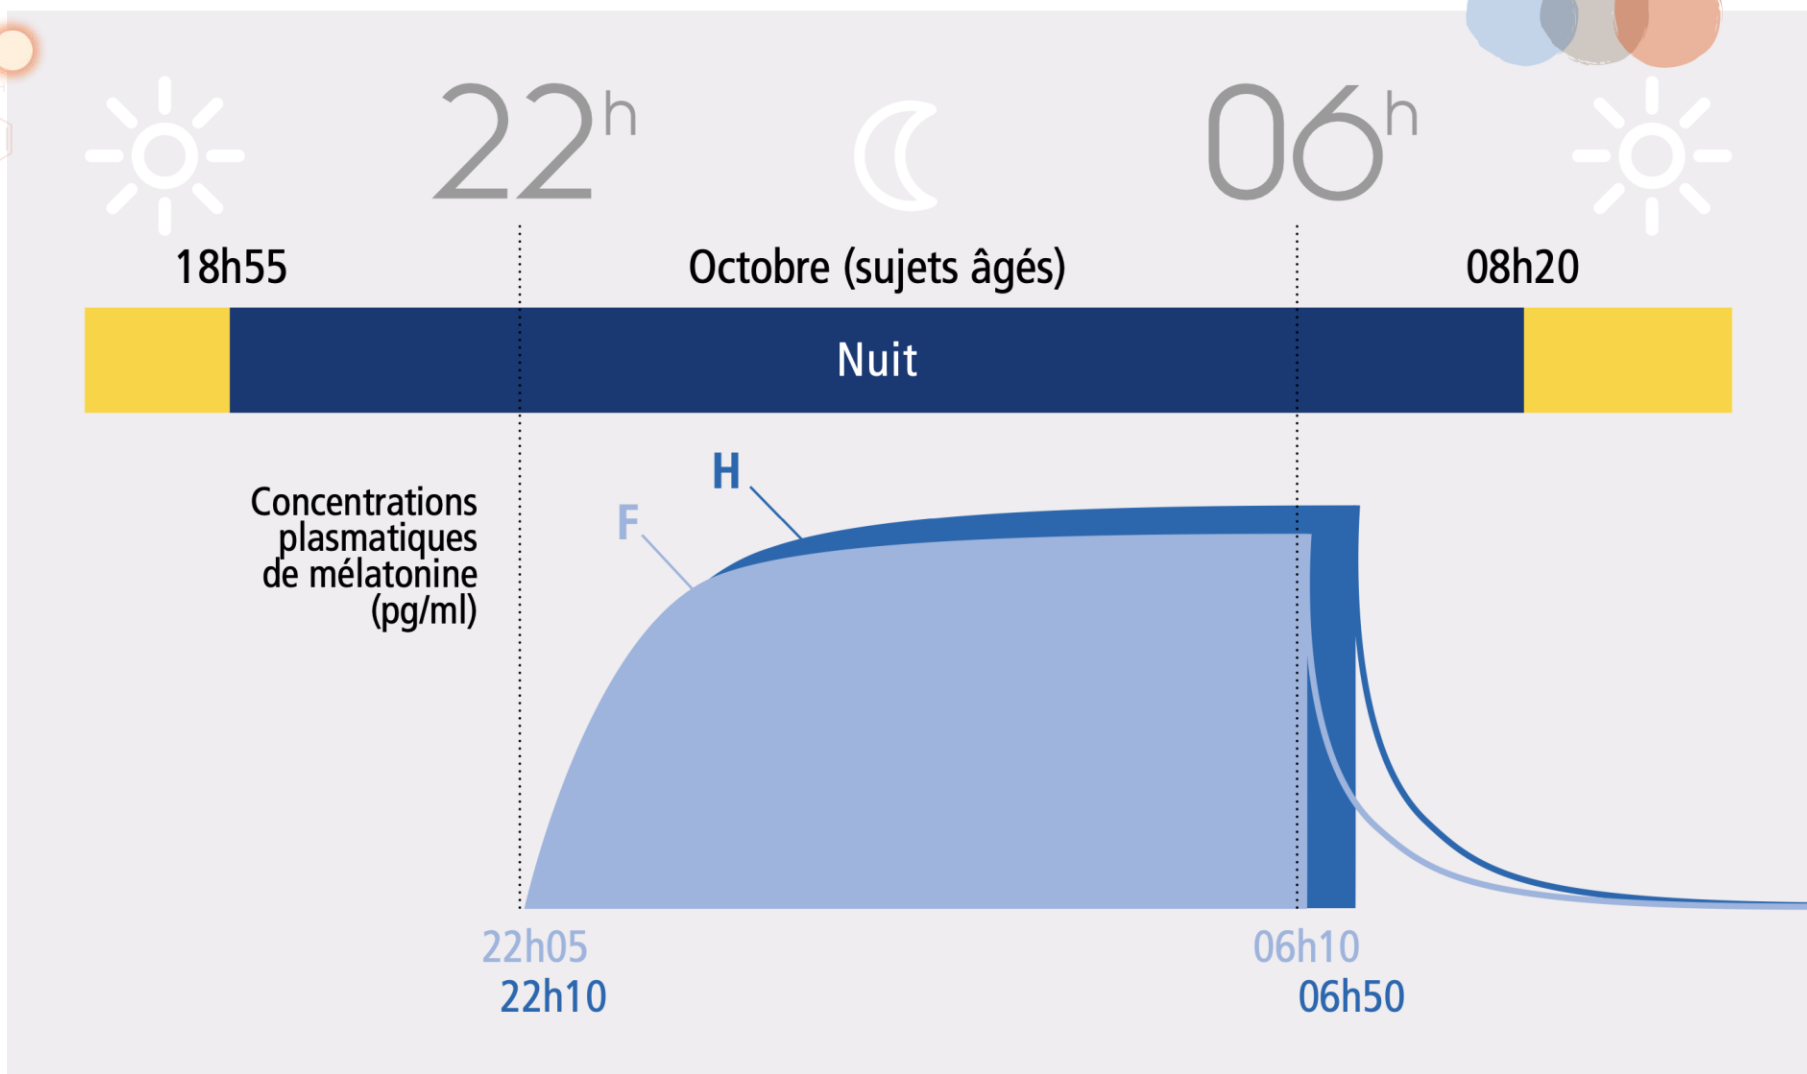 22h
06h
18h55
Octobre (sujets âgés)
08h20
Nuit
H
F
Concentrations
plasmatiques
de mélatonine
(pg/ml)
22h05
06h10
22h10
06h50